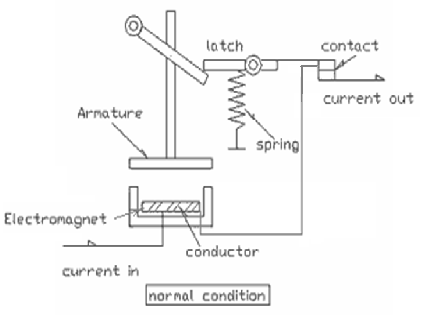 latch
contact
current out
Armature
spring
Electromagnet
conductor
current in
normal condition